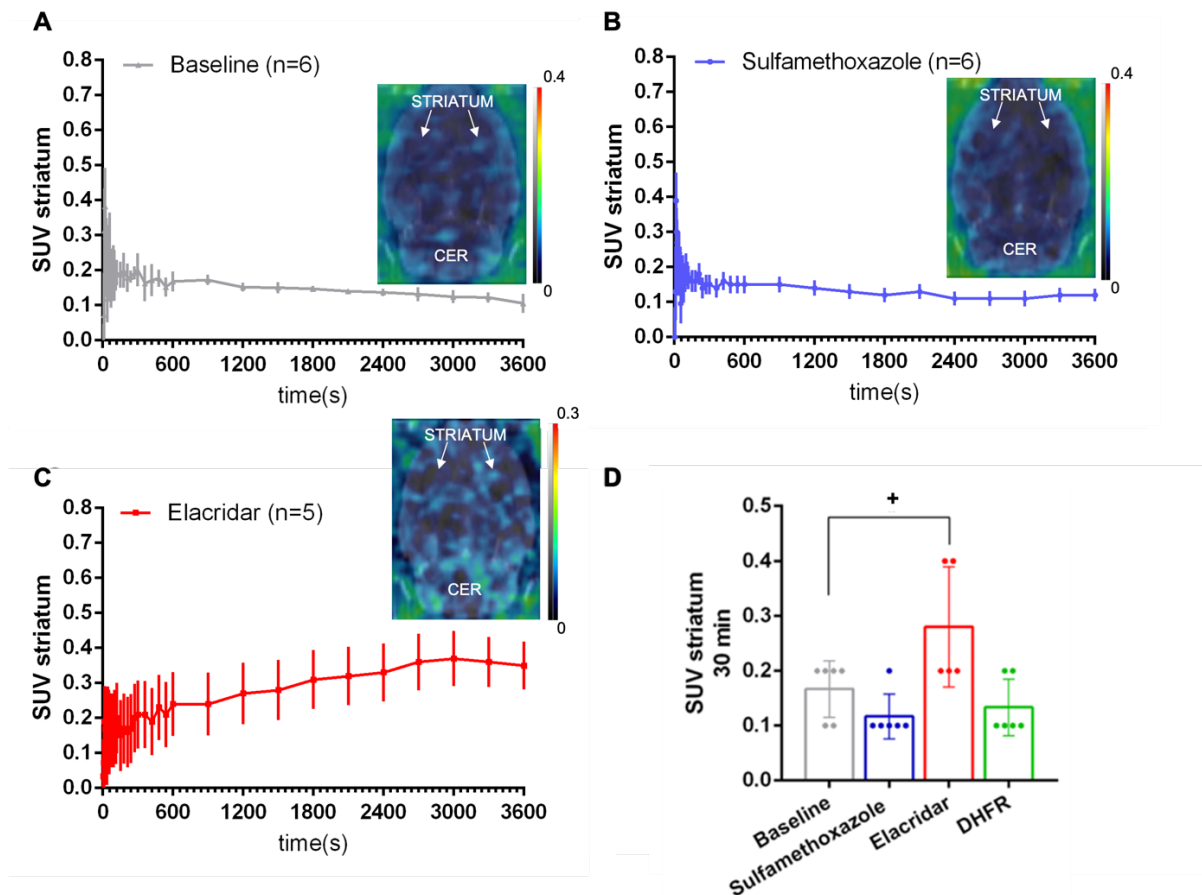 A
SUV striatum
0.8
0.7
0.6
0.5
0.4
0.3
0.2
0.1
0.0
Baseline (n=6)
STRIATUM
CER
0.4
0
0 600 1200 1800 2400 3000 3600
time(s)
B
SUV striatum
0.8
0.7
0.6
0.5
0.4
0.3
0.2
0.1
0.0
Sulfamethoxazole (n=6)
STRIATUM
CER
0.4
0
0 600 1200 1800 2400 3000 3600
time(s)
C
SUV striatum
0.8
0.7
0.6
0.5
0.4
0.3
0.2
0.1
0.0
Elacridar (n=5)
STRIATUM
CER
0.3
0
0 600 1200 1800 2400 3000 3600
time(s)
D
SUV striatum
30 min
0.5
0.4
0.3
0.2
0.1
0.0
+
Baseline
Sulfamethoxazole
Elacridar
DHFR